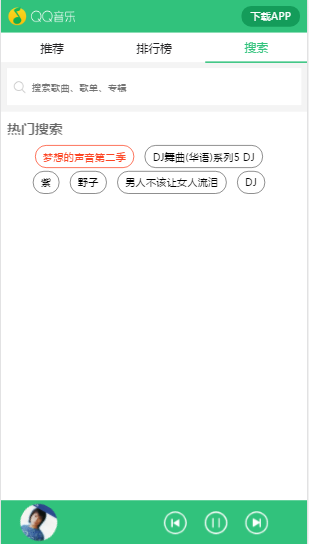 QQ音乐 下载APP
推荐 排行榜 搜索
搜索歌曲、歌单、专辑
热门搜索
梦想的声音第二季 DJ舞曲(华语)系列5 DJ
紫 野子 男人不该让女人流泪 DJ